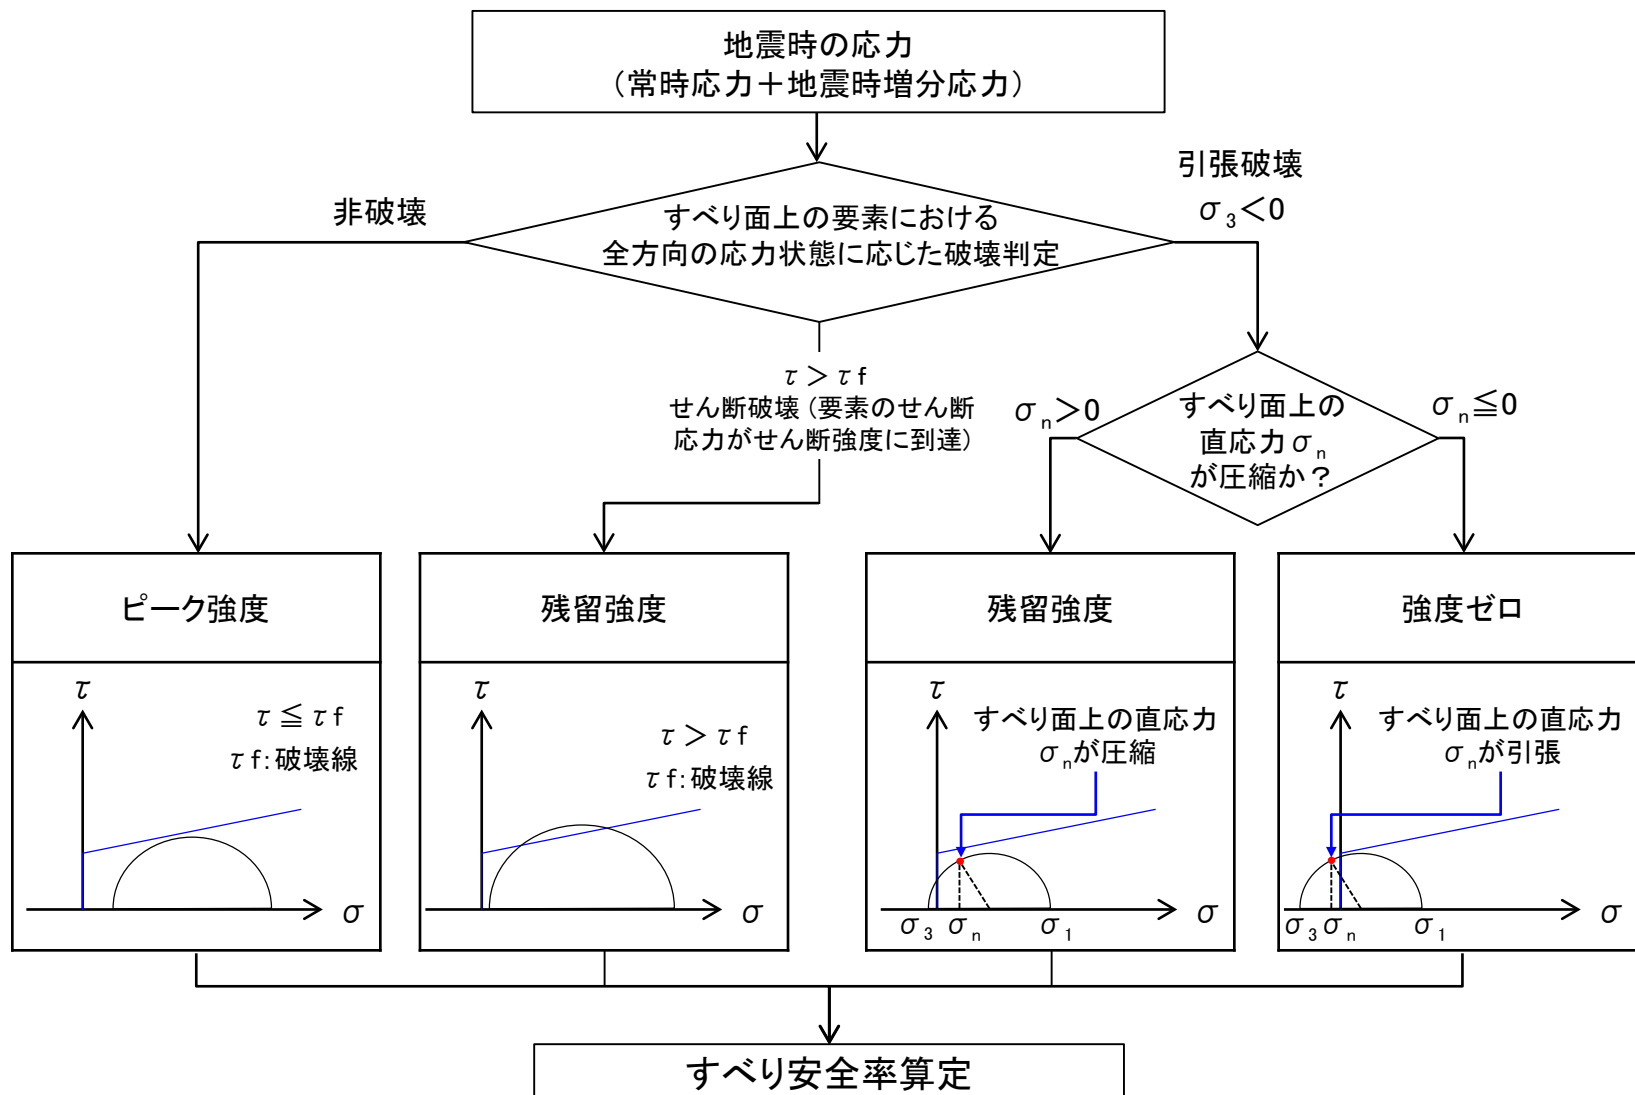 地震時の応力
（常時応力＋地震時増分応力）
引張破壊
σ3＜0
非破壊
すべり面上の要素における
全方向の応力状態に応じた破壊判定
τ＞τf
せん断破壊（要素のせん断
応力がせん断強度に到達）
σn＞0
すべり面上の
直応力σn
が圧縮か？
σn≦0
ピーク強度
残留強度
残留強度
強度ゼロ
τ
τ≦τf
τf:破壊線
σ
τ
τ＞τf
τf:破壊線
σ
τ
すべり面上の直応力
σnが圧縮
σ
σ3 σn σ1
τ
すべり面上の直応力
σnが引張
σ
σ3 σn σ1
すべり安全率算定